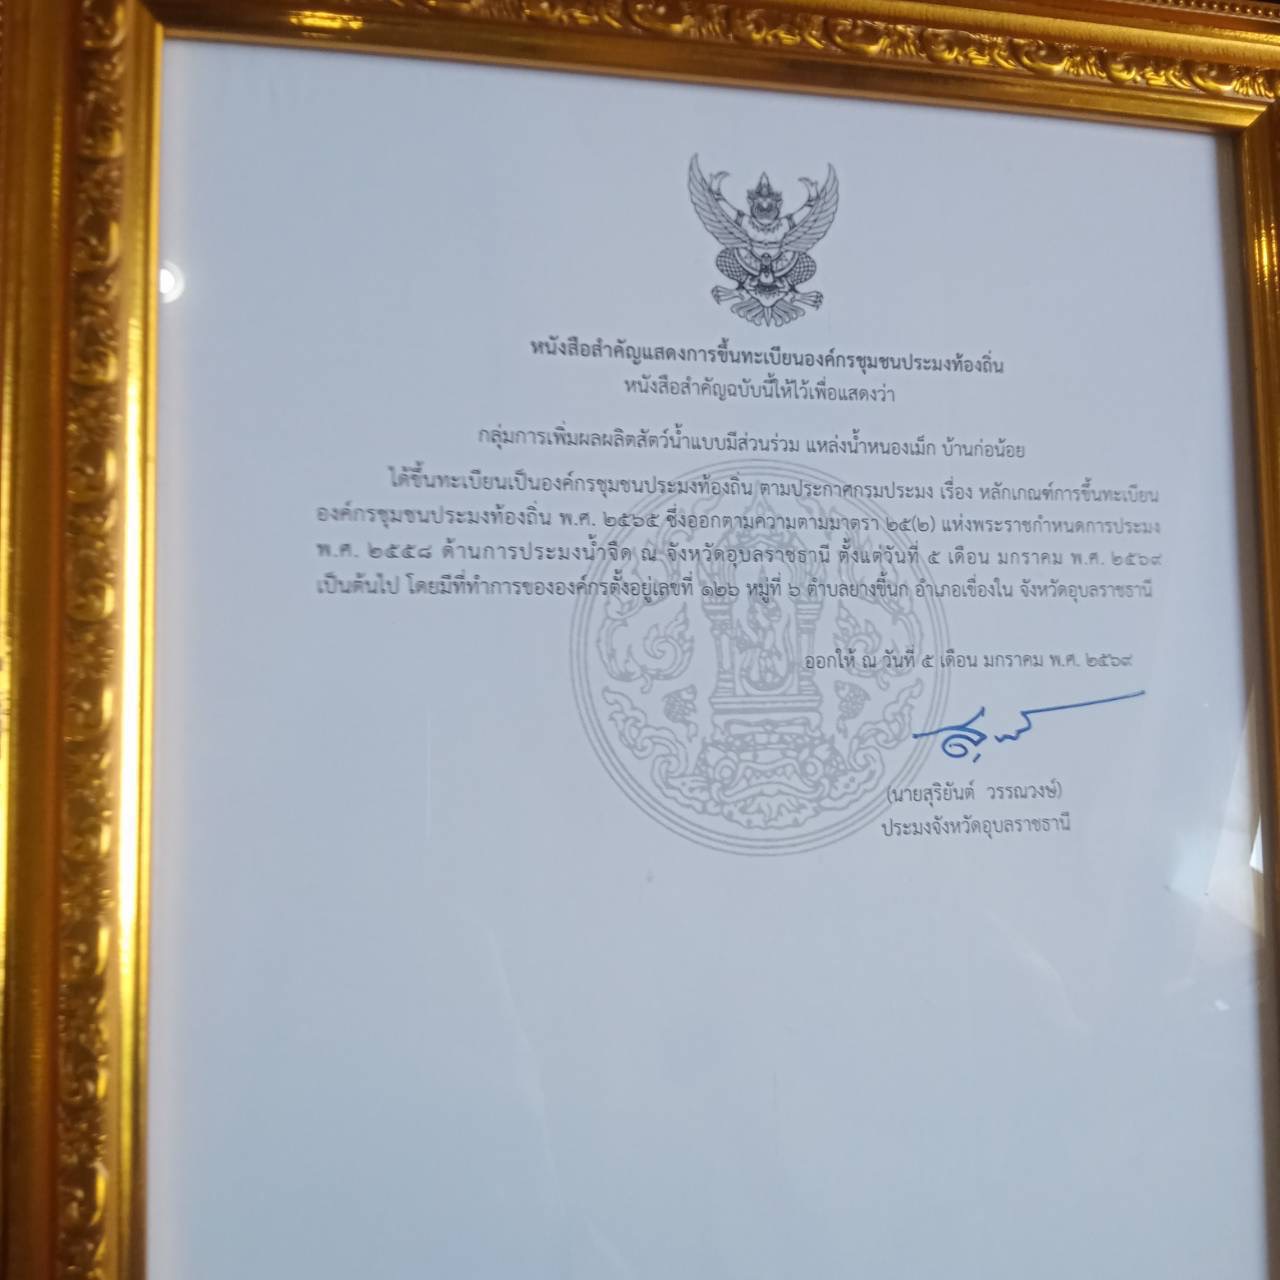 หนังสือสำคัญแสดงการขึ้นทะเบียนองค์กรชุมชนประมงท้องถิ่น
หนังสือสำคัญฉบับนี้ให้ไว้เพื่อแสดงว่า
กลุ่มการเพิ่มผลผลิตสัตว์น้ำแบบมีส่วนร่วม แหล่งน้ำหนองเม็ก บ้านก่อน้อย
ได้ขึ้นทะเบียนเป็นองค์กรชุมชนประมงท้องถิ่น ตามประกาศกรมประมง เรื่อง หลักเกณฑ์การขึ้นทะเบียน
องค์กรชุมชนประมงท้องถิ่น พ.ศ. ๒๕๖๕ ซึ่งออกตามความตามมาตรา ๒๕(๒) แห่งพระราชกำหนดการประมง
พ.ศ. ๒๕๕๘ ด้านการประมงน้ำจืด ณ จังหวัดอุบลราชธานี ตั้งแต่วันที่ ๕ เดือน มกราคม พ.ศ. ๒๕๖๙
เป็นต้นไป โดยมีที่ทำการขององค์กรตั้งอยู่เลขที่ ๑๒๖ หมู่ที่ ๖ ตำบลยางขี้นก อำเภอเขื่องใน จังหวัดอุบลราชธานี
ออกให้ ณ วันที่ ๕ เดือน มกราคม พ.ศ. ๒๕๖๙
(นายสุริยันต์ วรรณวงษ์)
ประมงจังหวัดอุบลราชธานี